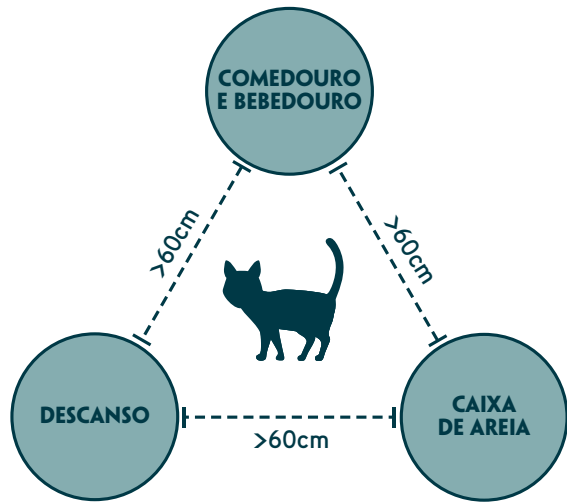 COMEDOURO
E BEBEDOURO
>60cm
>60cm
DESCANSO
>60cm
CAIXA
DE AREIA